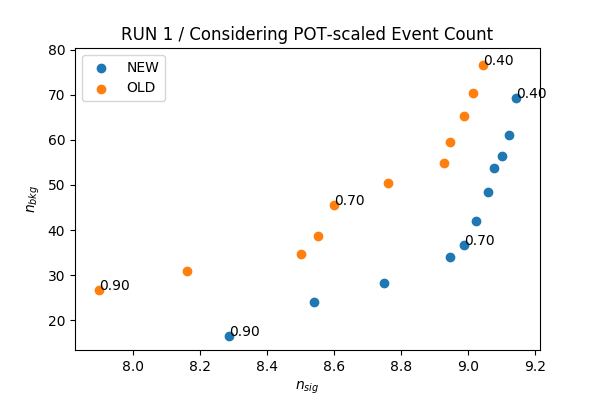 RUN 1 / Considering POT-scaled Event Count
NEW
OLD
0.40
0.40
0.70
0.70
0.90
0.90
80
70
60
50
40
30
20
n_bkg
8.0 8.2 8.4 8.6 8.8 9.0 9.2
n_sig